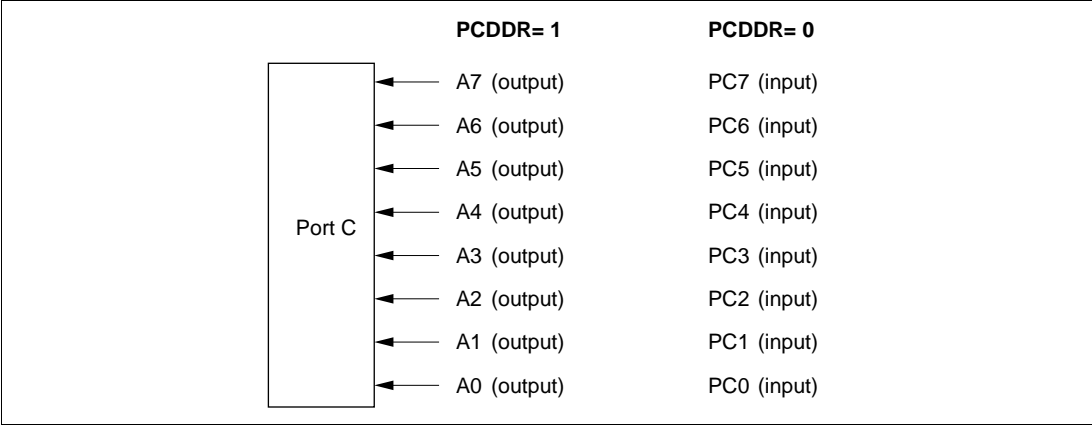 PCDDR= 1 PCDDR= 0
A7 (output) PC7 (input)
A6 (output) PC6 (input)
A5 (output) PC5 (input)
A4 (output) PC4 (input)
Port C
A3 (output) PC3 (input)
A2 (output) PC2 (input)
A1 (output) PC1 (input)
A0 (output) PC0 (input)